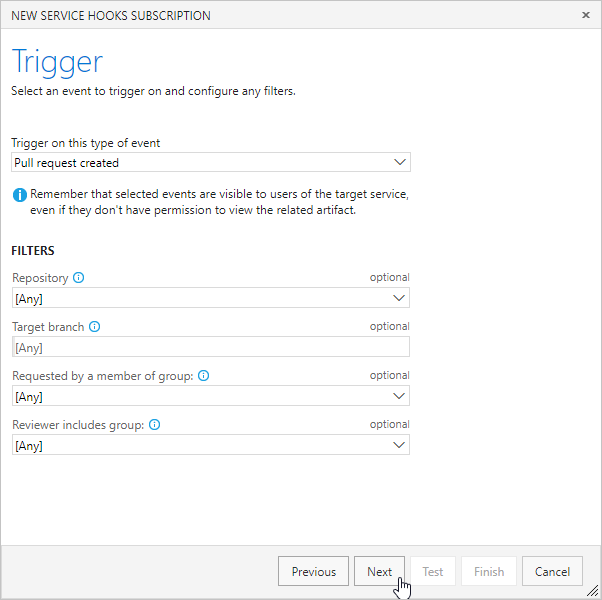 NEW SERVICE HOOKS SUBSCRIPTION
Trigger
Select an event to trigger on and configure any filters.
Trigger on this type of event
Pull request created
Remember that selected events are visible to users of the target service,
even if they don't have permission to view the related artifact.
FILTERS
Repository optional
[Any]
Target branch optional
[Any]
Requested by a member of group: optional
[Any]
Reviewer includes group: optional
[Any]
Previous Next Test Finish Cancel